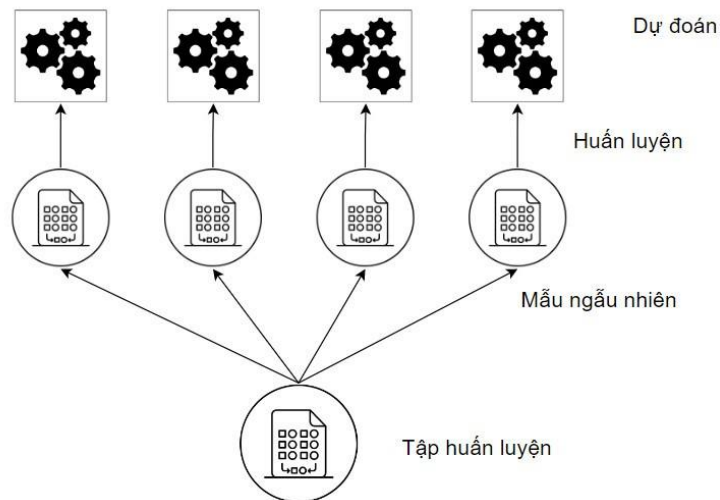 Dự đoán
Huấn luyện
Mẫu ngẫu nhiên
Tập huấn luyện